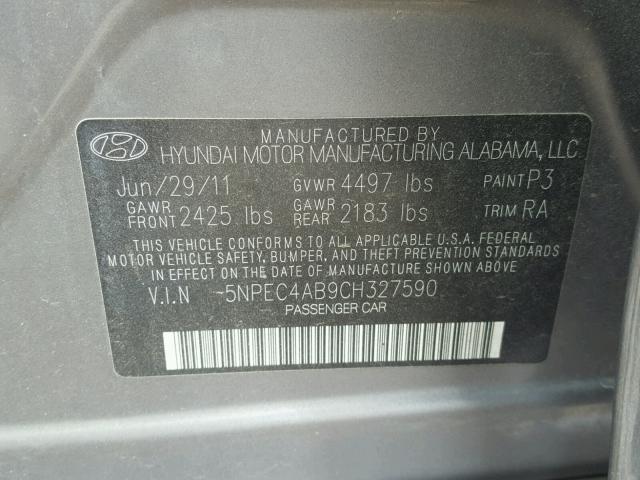 MANUFACTURED BY
HYUNDAI MOTOR MANUFACTURING ALABAMA, LLC
Jun/29/11 GVWR 4497 lbs PAINT P3
GAWR FRONT 2425 lbs GAWR REAR 2183 lbs TRIM RA
THIS VEHICLE CONFORMS TO ALL APPLICABLE U.S.A. FEDERAL
MOTOR VEHICLE SAFETY, BUMPER, AND THEFT PREVENTION STANDARDS
IN EFFECT ON THE DATE OF MANUFACTURE SHOWN ABOVE
V.I.N -5NPEC4AB9CH327590
PASSENGER CAR